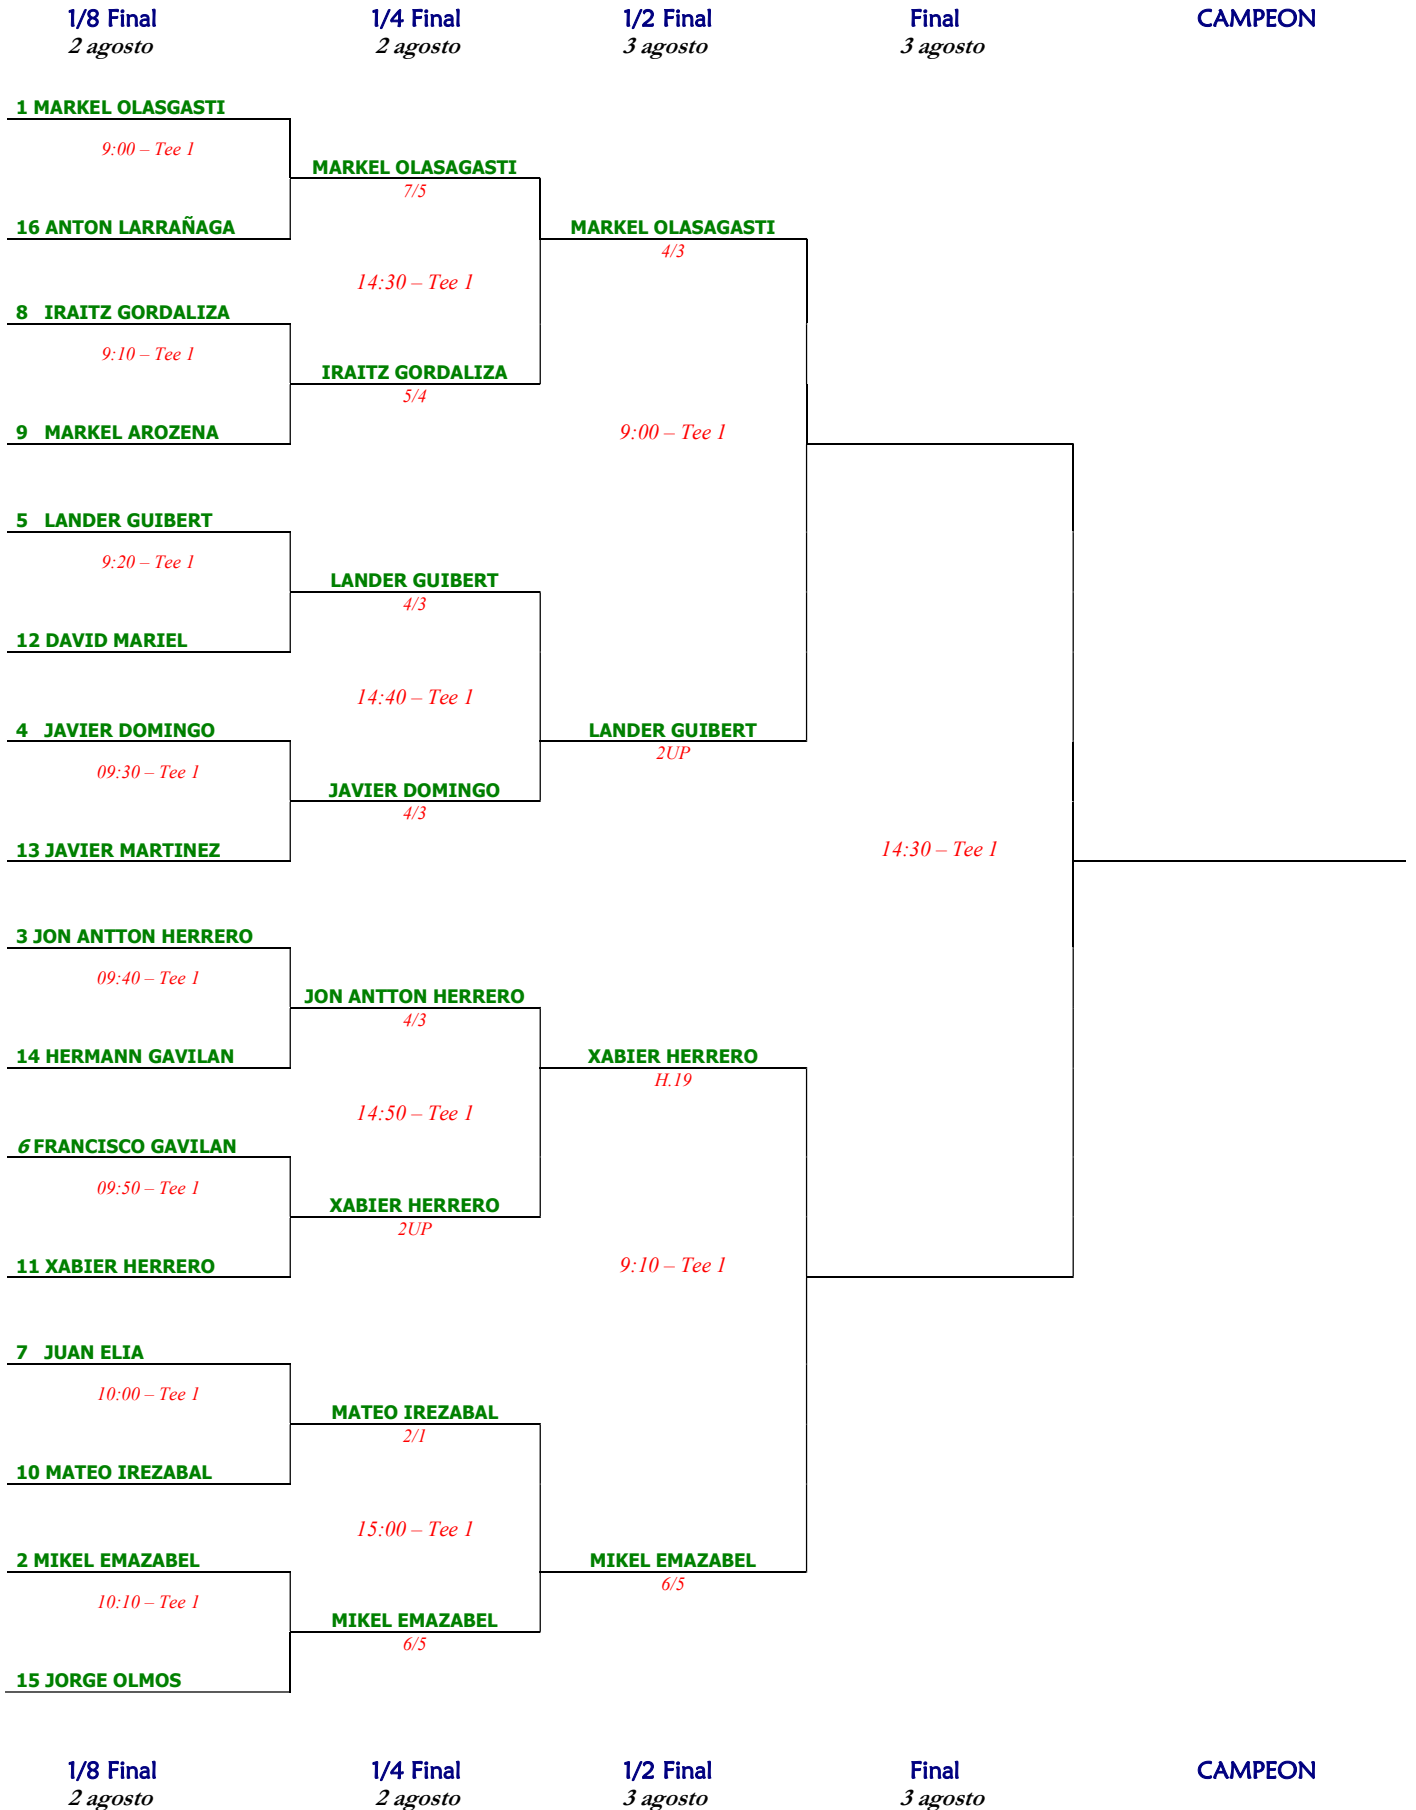 1/8 Final 1/4 Final 1/2 Final Final CAMPEON
2 agosto 2 agosto 3 agosto 3 agosto
1 MARKEL OLASGASTI
9:00 – Tee 1
MARKEL OLASAGASTI
7/5
16 ANTON LARRAÑAGA
MARKEL OLASAGASTI
4/3
14:30 – Tee 1
8 IRAITZ GORDALIZA
9:10 – Tee 1
IRAITZ GORDALIZA
5/4
9 MARKEL AROZENA
9:00 – Tee 1
5 LANDER GUIBERT
9:20 – Tee 1
LANDER GUIBERT
4/3
12 DAVID MARIEL
14:40 – Tee 1
4 JAVIER DOMINGO
LANDER GUIBERT
2UP
09:30 – Tee 1
JAVIER DOMINGO
4/3
13 JAVIER MARTINEZ
14:30 – Tee 1
3 JON ANTTON HERRERO
09:40 – Tee 1
JON ANTTON HERRERO
4/3
14 HERMANN GAVILAN
XABIER HERRERO
H.19
14:50 – Tee 1
6 FRANCISCO GAVILAN
09:50 – Tee 1
XABIER HERRERO
2UP
11 XABIER HERRERO
9:10 – Tee 1
7 JUAN ELIA
10:00 – Tee 1
MATEO IREZABAL
2/1
10 MATEO IREZABAL
15:00 – Tee 1
2 MIKEL EMAZABEL
MIKEL EMAZABEL
6/5
10:10 – Tee 1
MIKEL EMAZABEL
6/5
15 JORGE OLMOS
1/8 Final 1/4 Final 1/2 Final Final CAMPEON
2 agosto 2 agosto 3 agosto 3 agosto